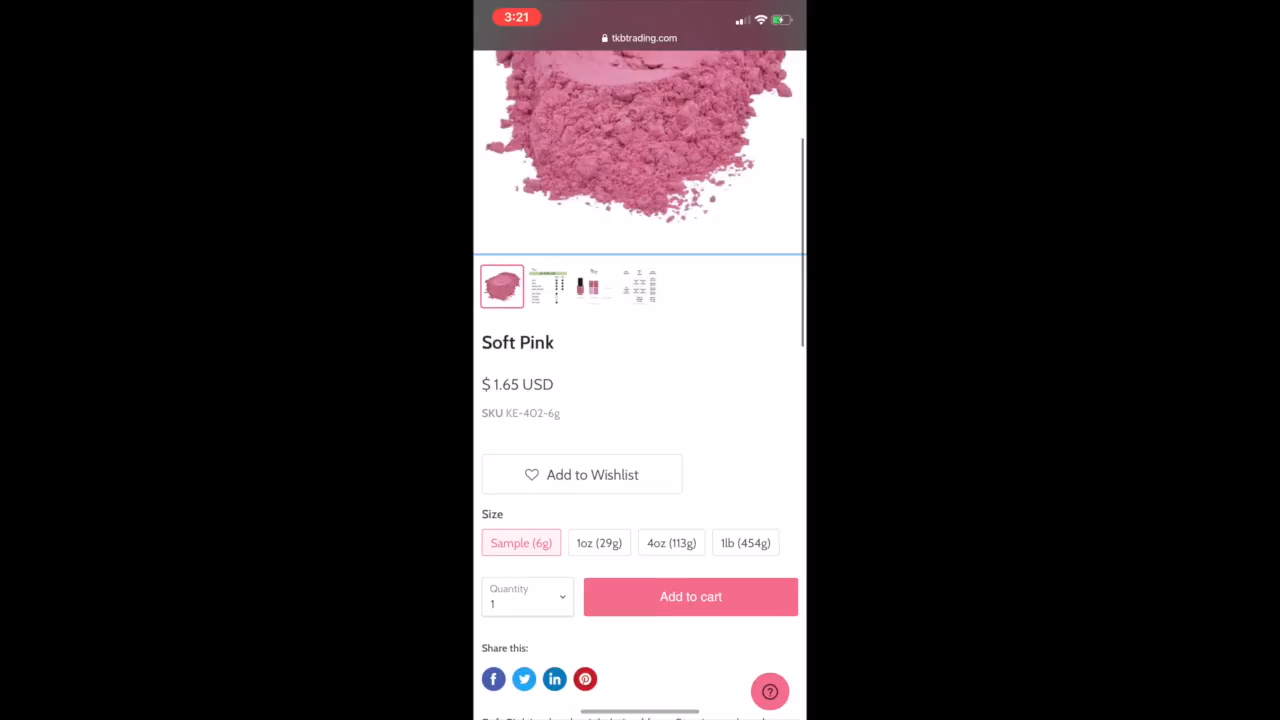 3:21
tkbtrading.com
Soft Pink
$ 1.65 USD
SKU KE-402-6g
Add to Wishlist
Size
Sample (6g) 1oz (29g) 4oz (113g) 1lb (454g)
Quantity
1
Add to cart
Share this: